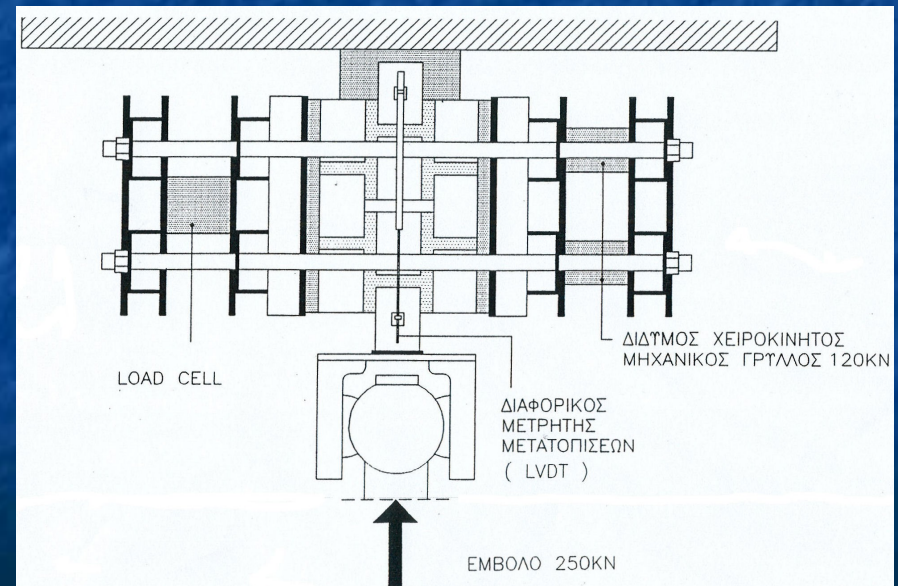 LOAD CELL
ΔΙΔΥΜΟΣ ΧΕΙΡΟΚΙΝΗΤΟΣ
ΜΗΧΑΝΙΚΟΣ ΓΡΥΛΛΟΣ 120KN
ΔΙΑΦΟΡΙΚΟΣ
ΜΕΤΡΗΤΗΣ
ΜΕΤΑΤΟΠΙΣΕΩΝ
( LVDT )
ΕΜΒΟΛΟ 250KN